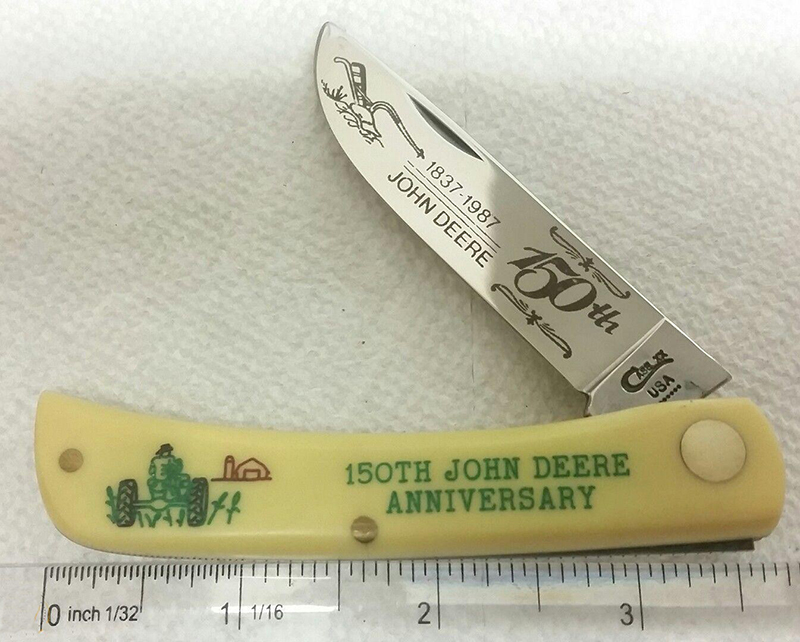 1837-1987
JOHN DEERE
150th
CASE XX
USA
150TH JOHN DEERE
ANNIVERSARY
0 inch 1/32 1 1/16 2 3